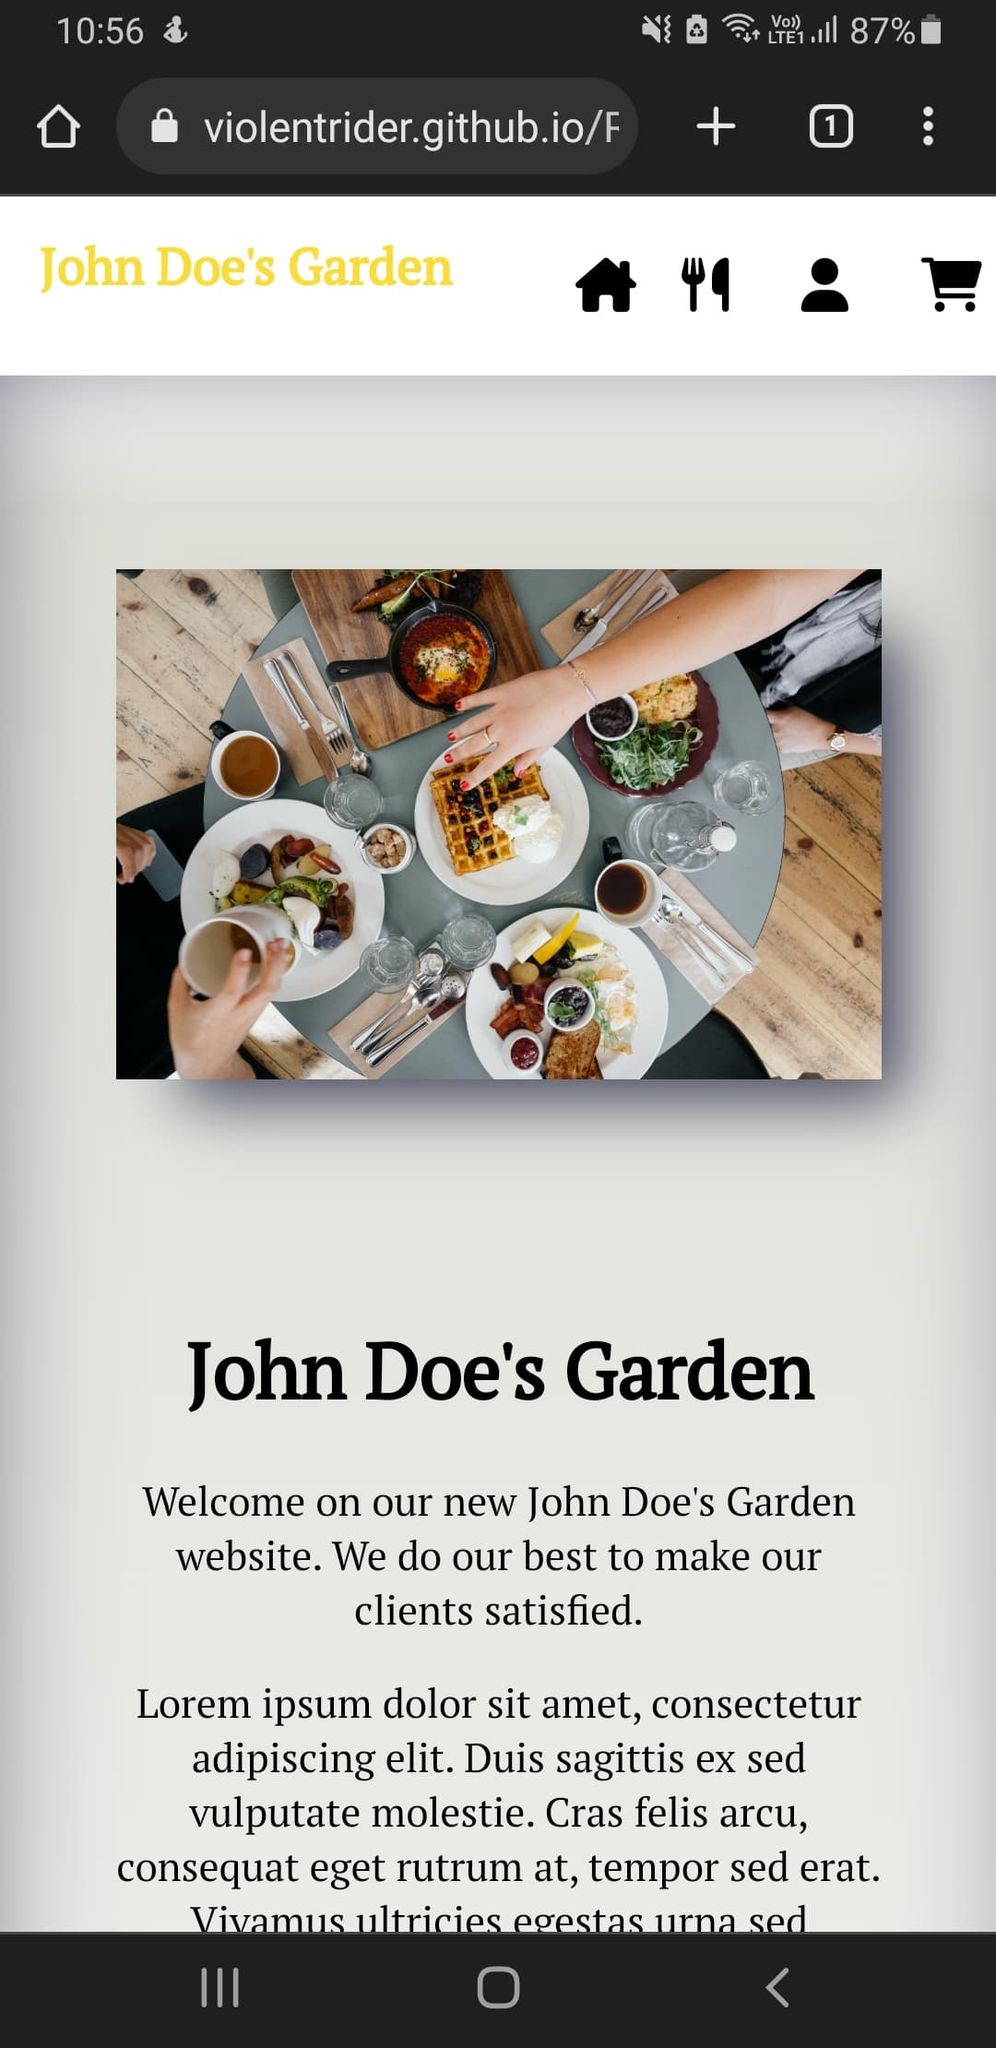 10:56
Vo)) LTE1 87%
violentrider.github.io/F
1
John Doe's Garden
John Doe's Garden
Welcome on our new John Doe's Garden
website. We do our best to make our
clients satisfied.
Lorem ipsum dolor sit amet, consectetur
adipiscing elit. Duis sagittis ex sed
vulputate molestie. Cras felis arcu,
consequat eget rutrum at, tempor sed erat.
Vivamus ultricies egestas urna sed